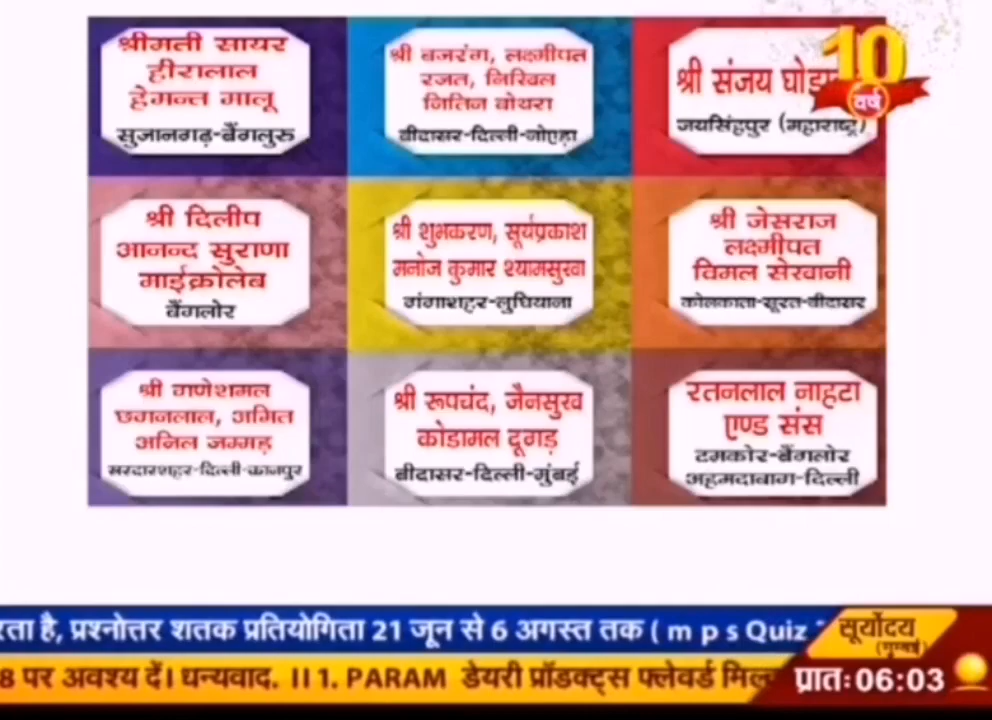 श्रीमती सायर
हीरालाल
हेमन्त मालू
सुजानगढ़-बेंगलुरु
श्री बजरंग, लक्ष्मीपत
रजत, निखिल
जितिन बोथरा
बीदासर-दिल्ली-नोएड़ा
श्री संजय
जयसिंहपुर (महाराष्ट्र)
10
वर्ष
श्री दिलीप
आनन्द सुराणा
माईक्रोलेब
बैंगलोर
श्री शुभकरण, सूर्यप्रकाश
मनोज कुमार श्यामसुखा
गंगाशहर-लुधियाना
श्री जेसराज
लक्ष्मीपत
विमल सेखानी
कोलकाता-सूरत-बीदासर
श्री गणेशमल
छगनलाल, अमित
अनिल जम्मड़
सरदारशहर-दिल्ली-कानपुर
श्री रूपचंद, जैनसुख
कोडामल दूगड़
बीदासर-दिल्ली-मुंबई
रतनलाल नाहटा
एण्ड संस
टमकोर-बैंगलोर
अहमदाबाग-दिल्ली
है, प्रश्नोत्तर शतक प्रतियोगिता 21 जून से 6 अगस्त तक ( m p s Quiz
सूर्योदय
(मुम्बई)
8 पर अवश्य दें। धन्यवाद. II 1. PARAM डेयरी प्रॉडक्ट्स फ्लेवर्ड
प्रातः 06:03